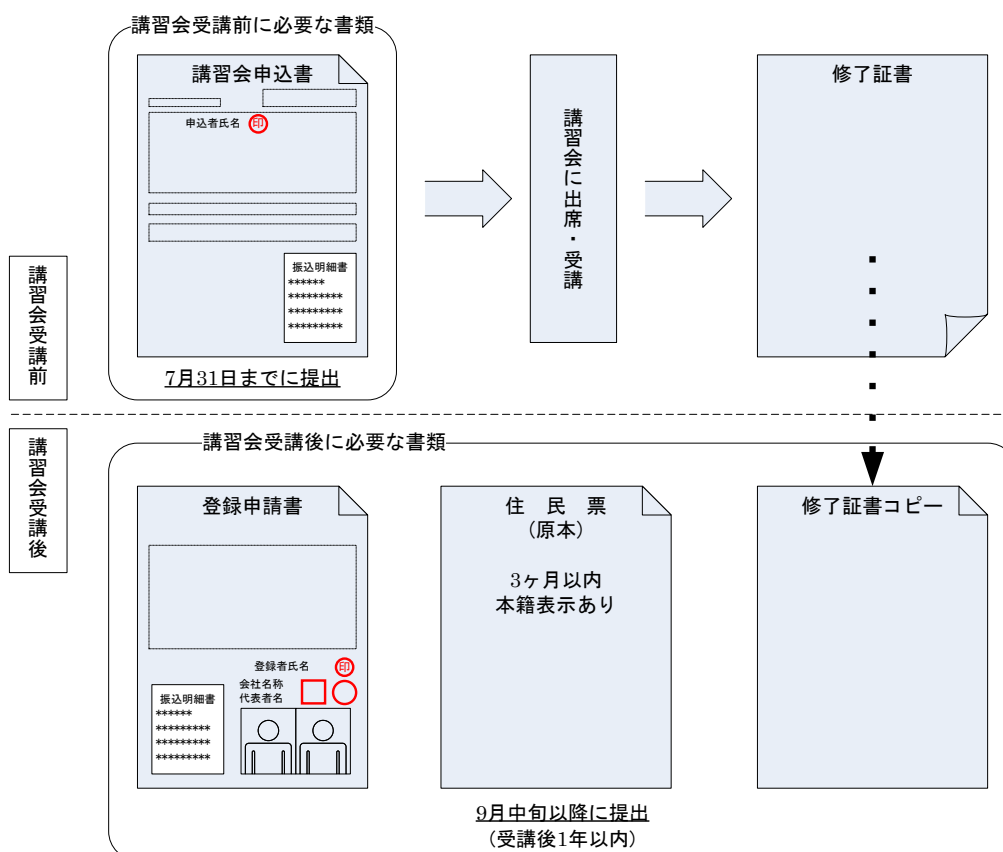 講習会受講前に必要な書類
講習会申込書
申込者氏名 印
振込明細書
******
*********
*********
*********
7月31日までに提出
講習会に出席・受講
修了証書
講習会受講前
講習会受講後
講習会受講後に必要な書類
登録申請書
登録者氏名 印
会社名称
代表者名
振込明細書
******
*********
*********
*********
住 民 票
(原本)
3ヶ月以内
本籍表示あり
修了証書コピー
9月中旬以降に提出
(受講後1年以内)